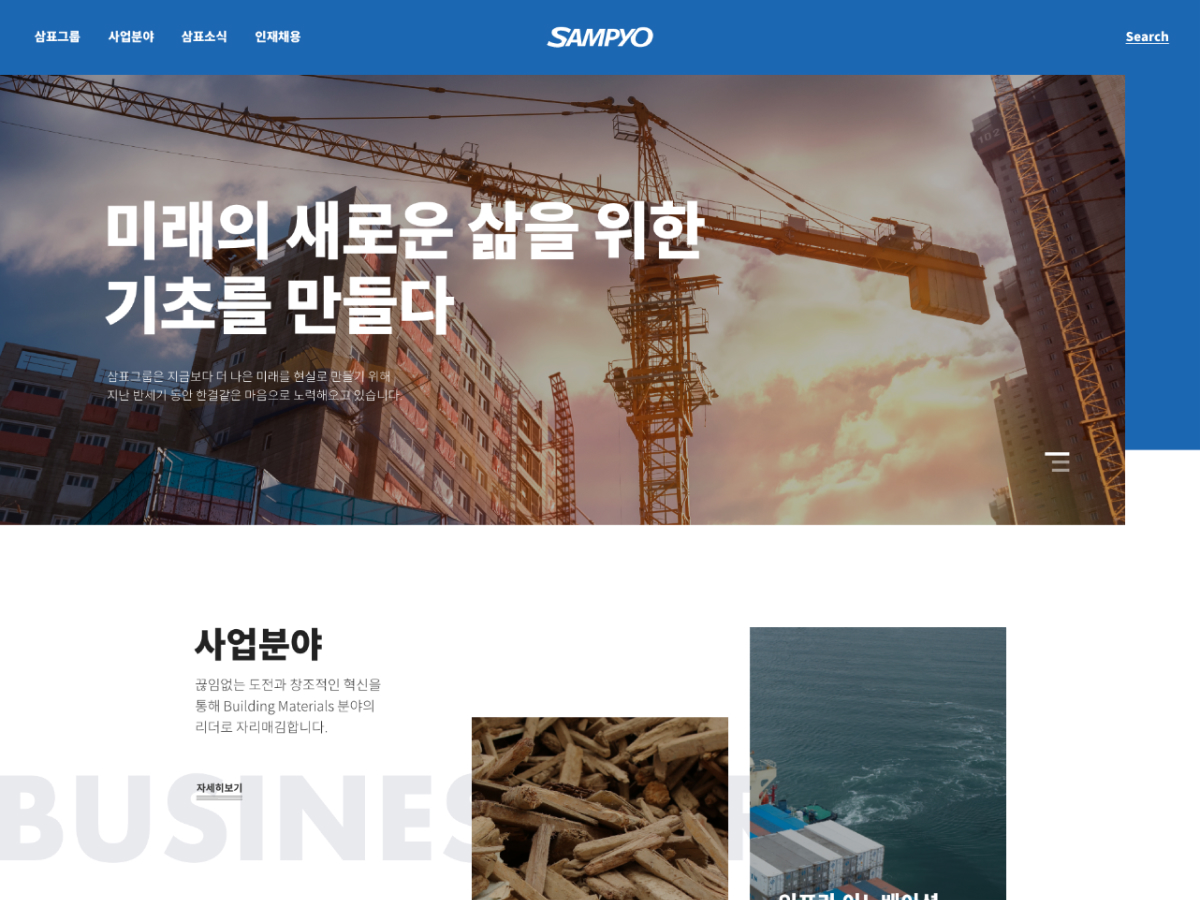 삼표그룹 사업분야 삼표소식 인재채용 SAMPYO Search
미래의 새로운 삶을 위한
기초를 만들다
삼표그룹은 지금보다 더 나은 미래를 현실로 만들기 위해
지난 반세기 동안 한결같은 마음으로 노력해오고 있습니다.
사업분야
끊임없는 도전과 창조적인 혁신을
통해 Building Materials 분야의
리더로 자리매김합니다.
자세히보기
BUSINES